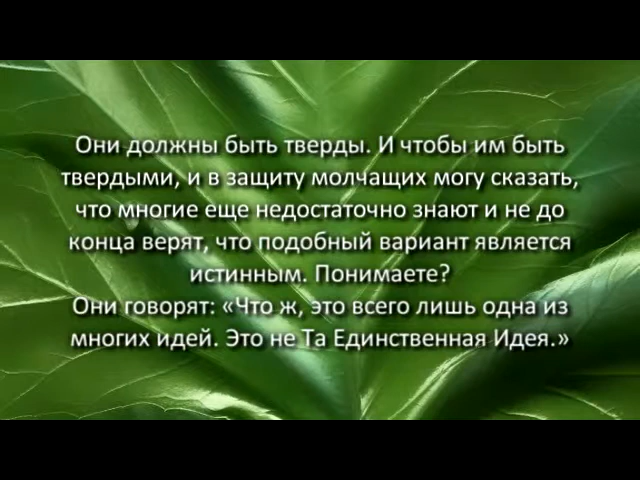 Они должны быть тверды. И чтобы им быть
твердыми, и в защиту молчащих могу сказать,
что многие еще недостаточно знают и не до
конца верят, что подобный вариант является
истинным. Понимаете?
Они говорят: «Что ж, это всего лишь одна из
многих идей. Это не Та Единственная Идея.»